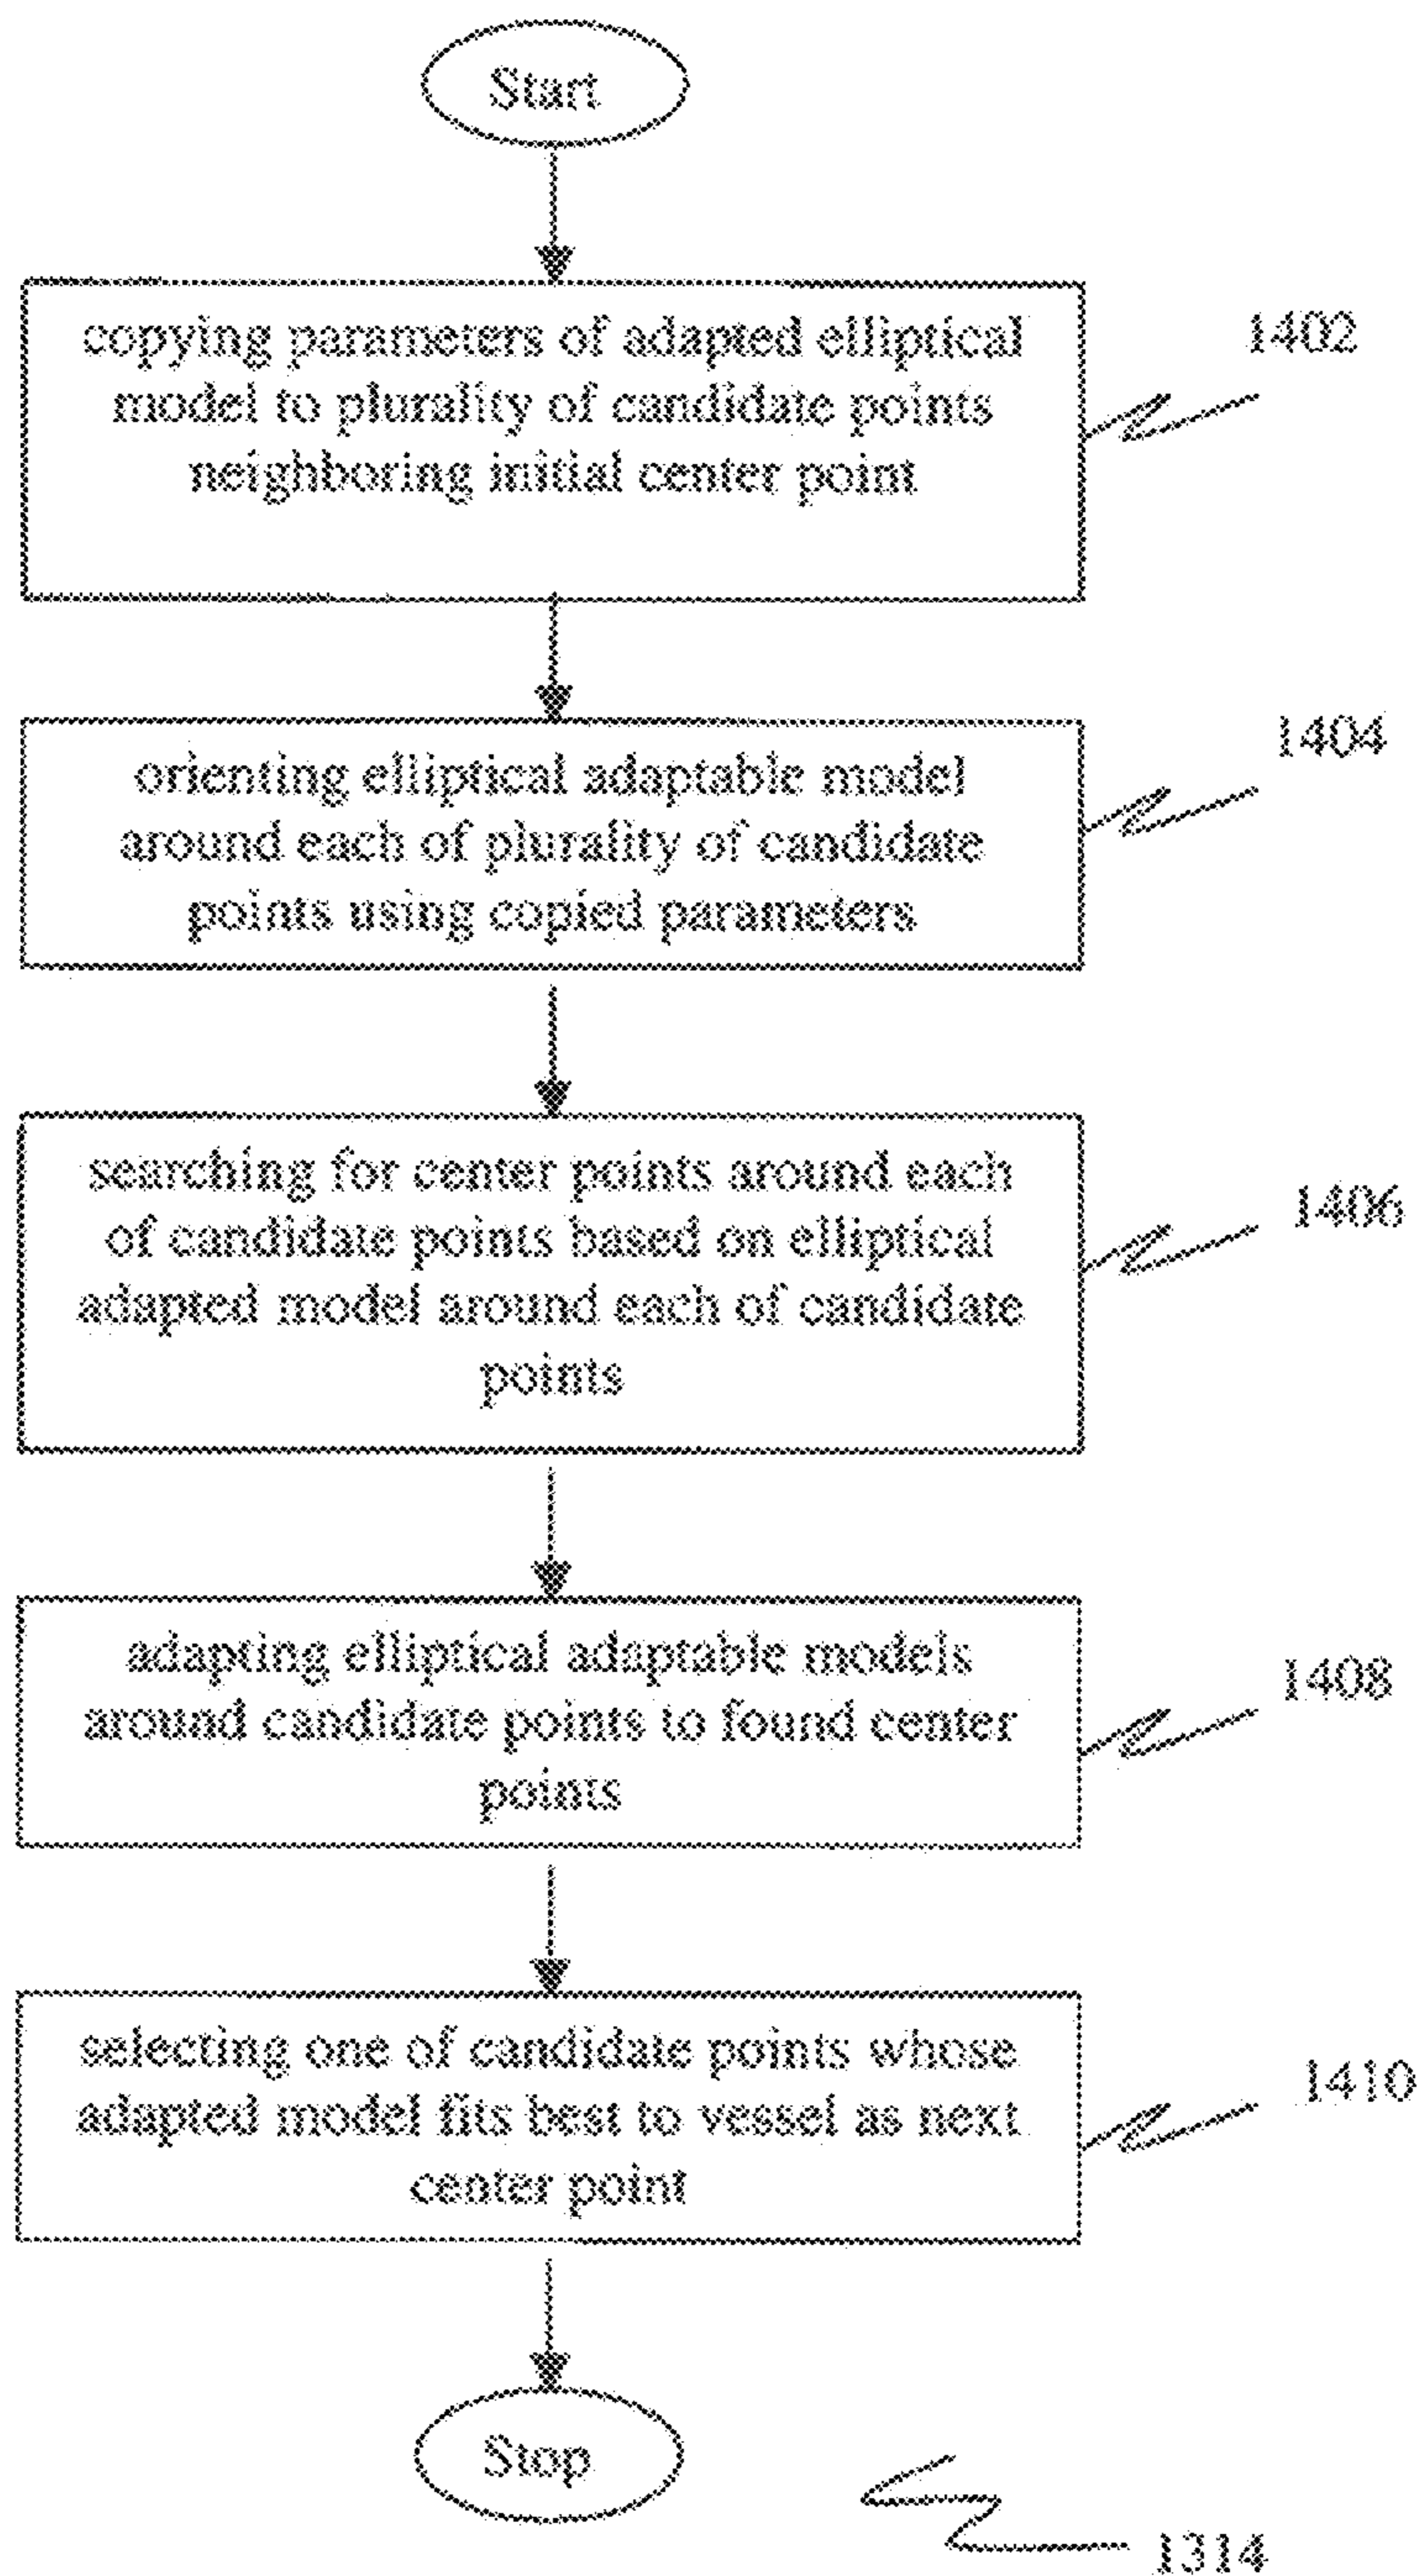 Start
copying parameters of adapted elliptical
model to plurality of candidate points
neighboring initial center point
1402
orienting elliptical adaptable model
around each of plurality of candidate
points using copied parameters
1404
searching for center points around each
of candidate points based on elliptical
adapted model around each of candidate
points
1406
adapting elliptical adaptable models
around candidate points to found center
points
1408
selecting one of candidate points whose
adapted model fits best to vessel as next
center point
1410
Stop
1314